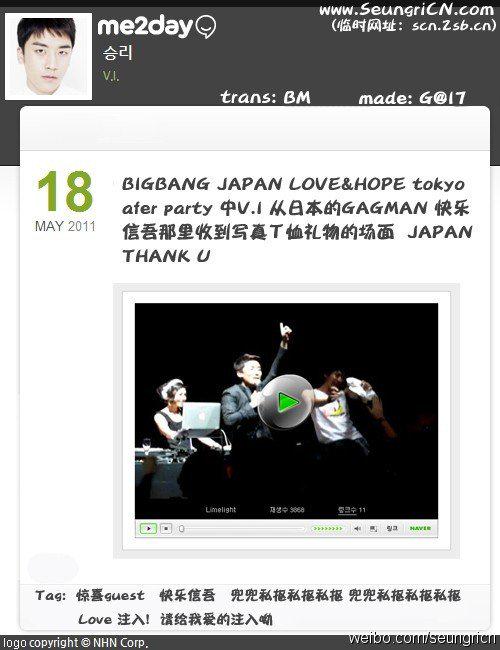 www.SeungriCN.com
(临时网址: scn.2sb.cn)
me2day
승리
V.I.
trans: BM made: G@17
18
MAY 2011
BIGBANG JAPAN LOVE&HOPE tokyo
afer party 中V.I 从日本的GAGMAN 快乐
信吾那里收到写真T恤礼物的场面 JAPAN
THANK U
Limelight 재생수 3868 링크수 11
링크 NAVER
Tag: 惊喜guest 快乐信吾 兜兜私抠私抠私抠 兜兜私抠私抠私抠
Love 注入! 请给我爱的注入呦
logo copyright © NHN Corp.
weibo.com/seungricn